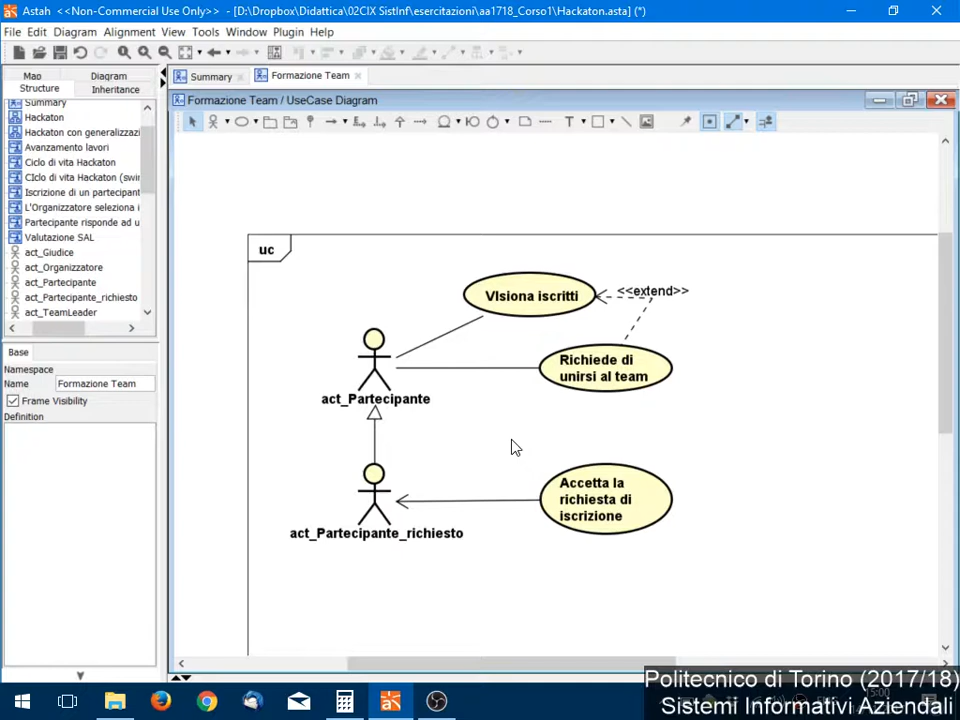 Astah <<Non-Commercial Use Only>> - [D:\Dropbox\Didattica\02CIX SistInf\esercitazioni\aa1718_Corso1\Hackaton.asta] (*)
File Edit Diagram Alignment View Tools Window Plugin Help
Map Diagram
Structure Inheritance
Summary
Hackaton
Hackaton con generalizzazi
Avanzamento lavori
Ciclo di vita Hackaton
CIclo di vita Hackaton (swir
Iscrizione di un partecipant
L'Organizzatore seleziona i
Partecipante risponde ad u
Valutazione SAL
act_Giudice
act_Organizzatore
act_Partecipante
act_Partecipante_richiesto
act_TeamLeader
Base
Namespace
Name Formazione Team
Frame Visibility
Definition
Summary Formazione Team
Formazione Team / UseCase Diagram
uc
VIsiona iscritti
<<extend>>
Richiede di
unirsi al team
act_Partecipante
Accetta la
richiesta di
iscrizione
act_Partecipante_richiesto
Politecnico di Torino (2017/18)
Sistemi Informativi Aziendali